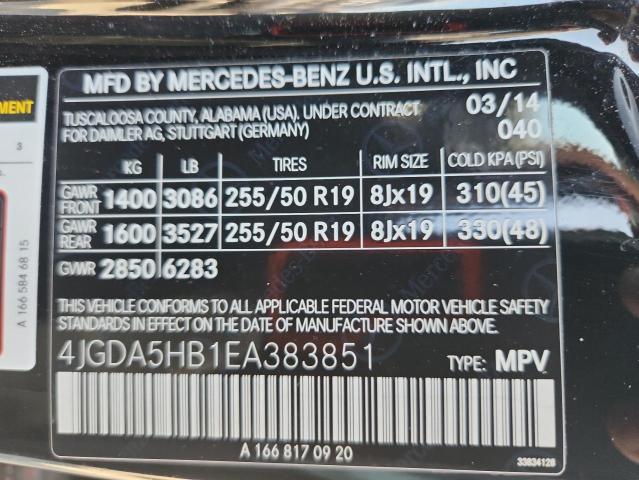 MFD BY MERCEDES-BENZ U.S. INTL., INC
TUSCALOOSA COUNTY, ALABAMA (USA), UNDER CONTRACT 03/14
FOR DAIMLER AG, STUTTGART (GERMANY) 040
KG LB TIRES RIM SIZE COLD KPA (PSI)
GAWR FRONT 1400 3086 255/50 R19 8Jx19 310(45)
GAWR REAR 1600 3527 255/50 R19 8Jx19 330(48)
GVWR 2850 6283
THIS VEHICLE CONFORMS TO ALL APPLICABLE FEDERAL MOTOR VEHICLE SAFETY
STANDARDS IN EFFECT ON THE DATE OF MANUFACTURE SHOWN ABOVE
4JGDA5HB1EA383851 TYPE: MPV
A 166 817 09 20
33834128
MENT
3
A 166 584 68 15